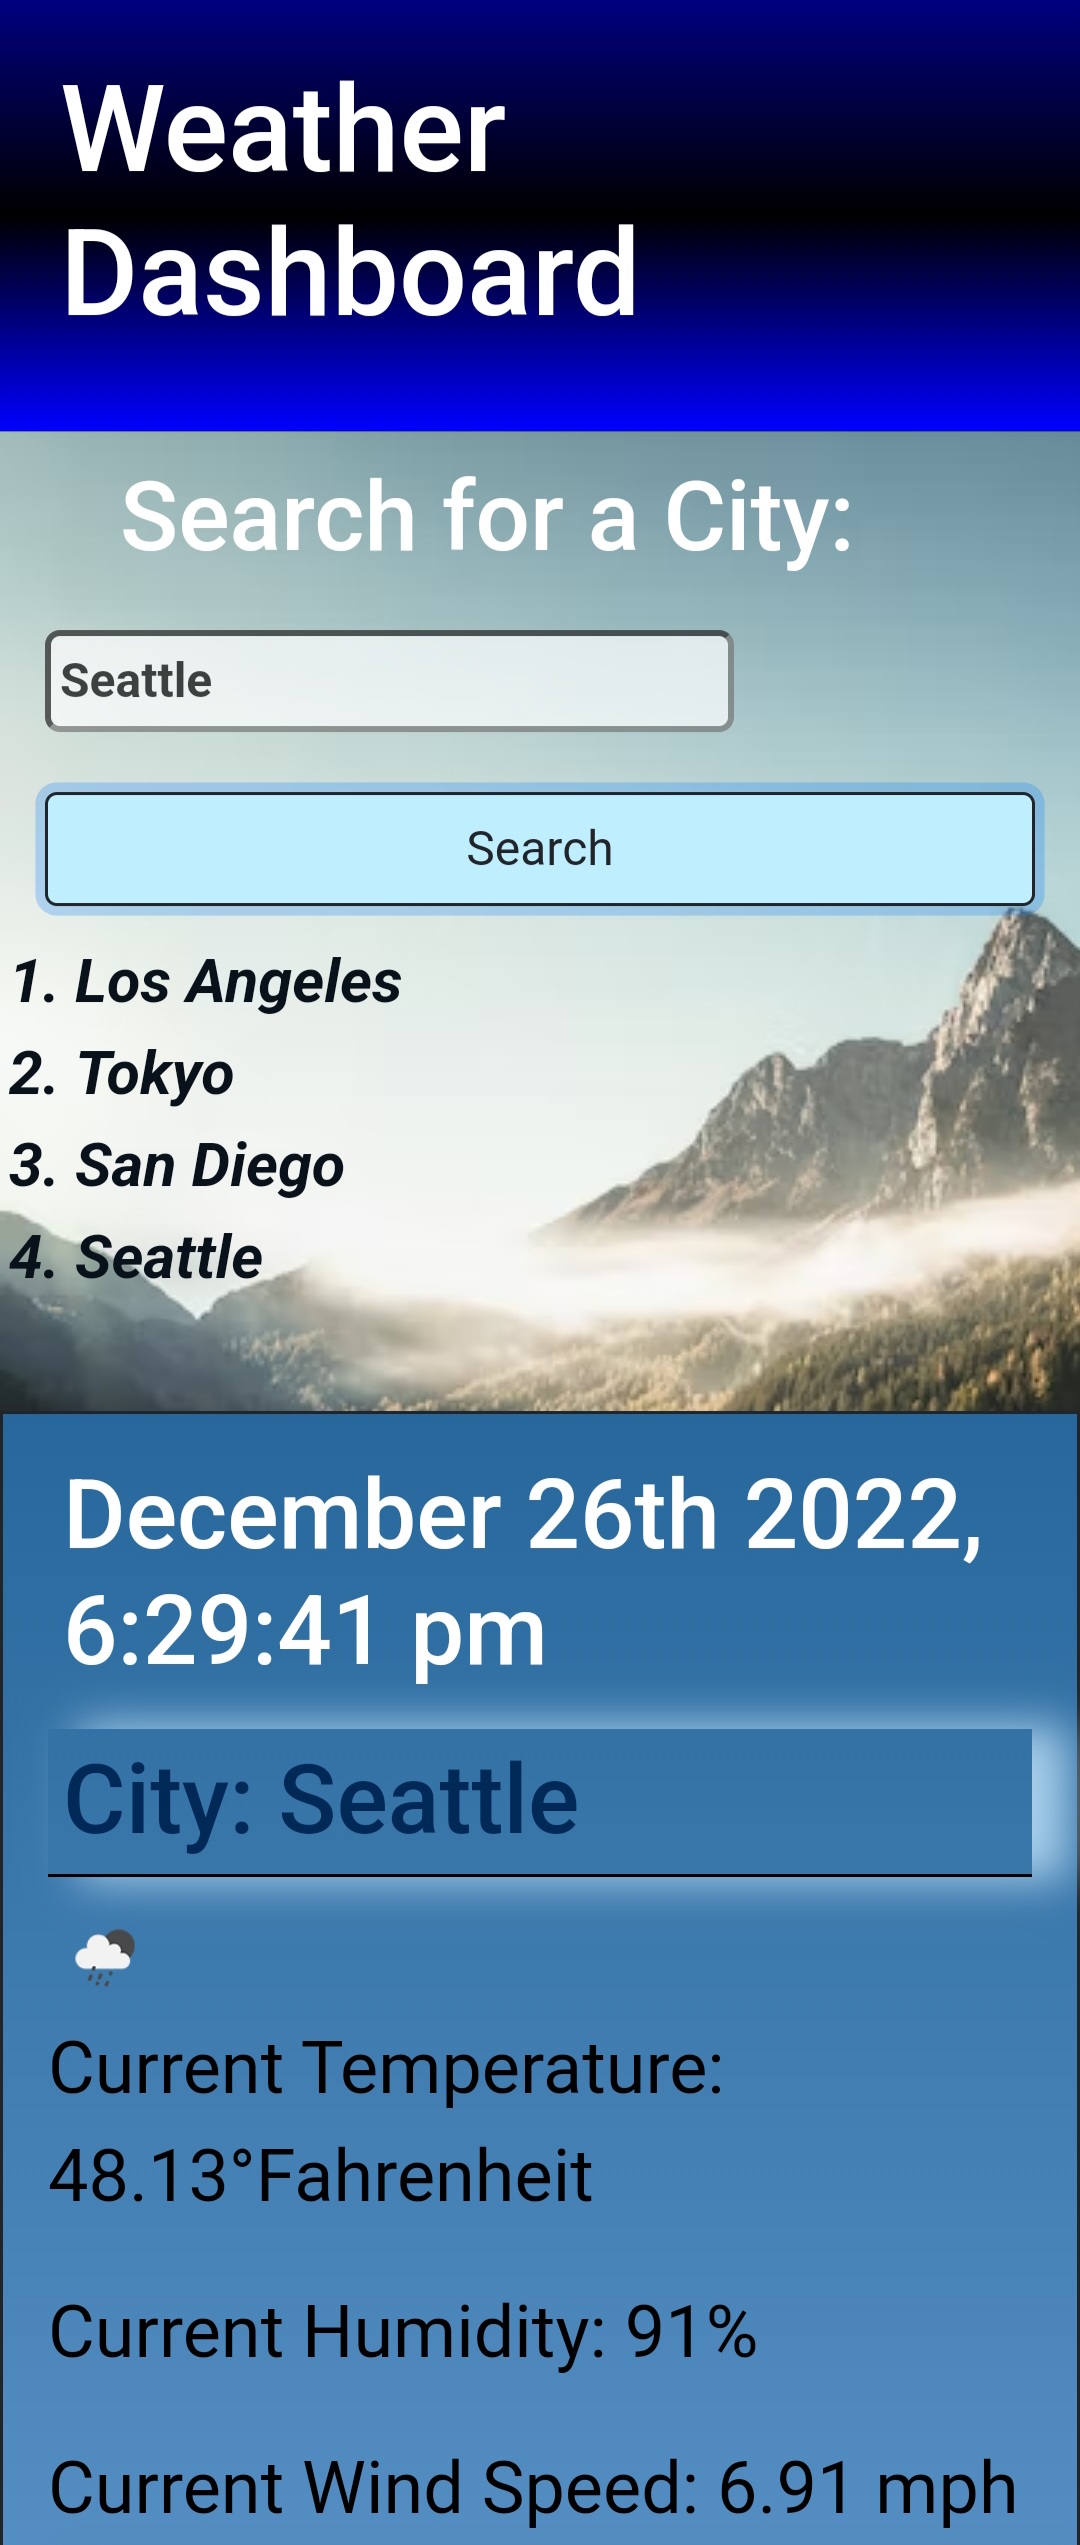 Weather
Dashboard
Search for a City:
Seattle
Search
1. Los Angeles
2. Tokyo
3. San Diego
4. Seattle
December 26th 2022,
6:29:41 pm
City: Seattle
Current Temperature:
48.13°Fahrenheit
Current Humidity: 91%
Current Wind Speed: 6.91 mph